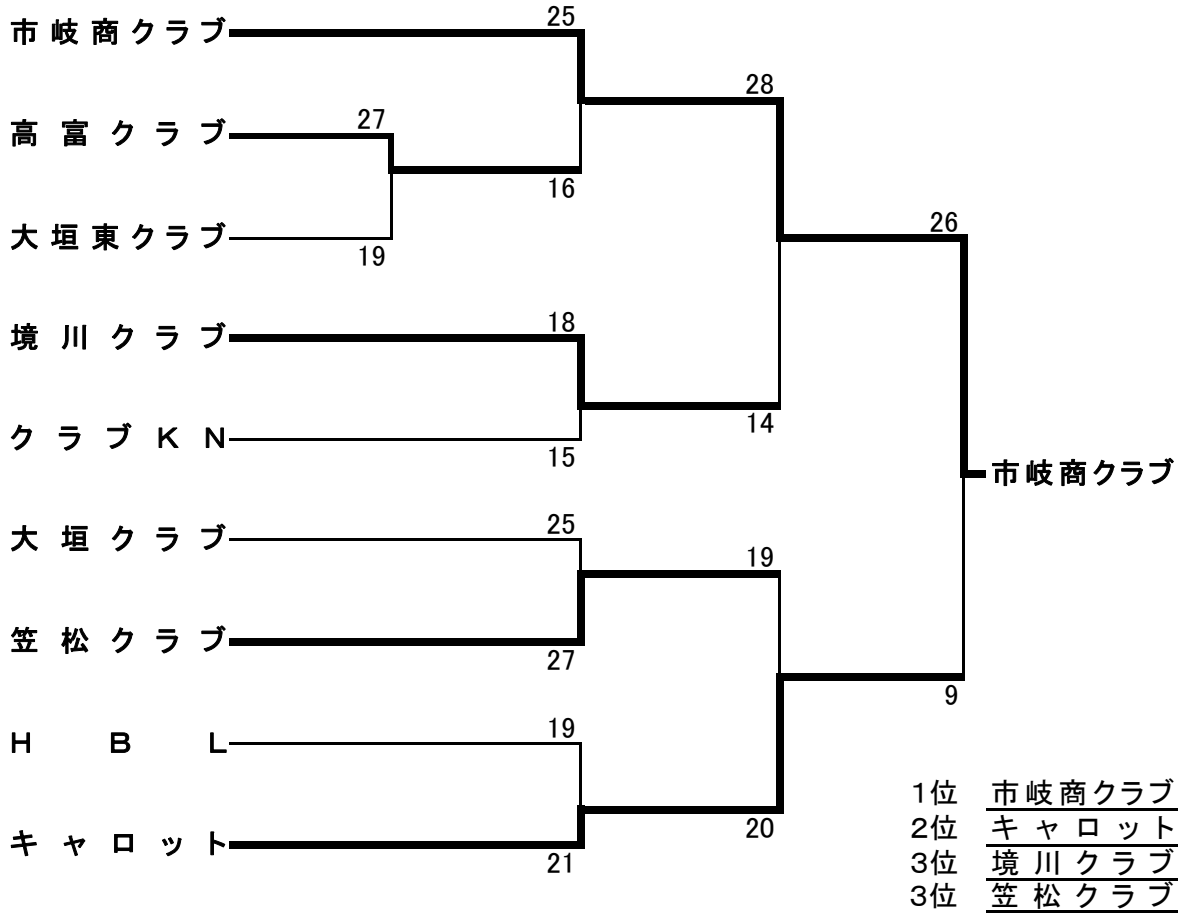 25
市岐商クラブ
28
27
高富クラブ
16
26
大垣東クラブ
19
18
境川クラブ
14
クラブＫＮ
15
市岐商クラブ
25
大垣クラブ
19
笠松クラブ
27
9
19
ＨＢＬ
1位 市岐商クラブ
20
2位 キャロット
キャロット
21
3位 境川クラブ
3位 笠松クラブ